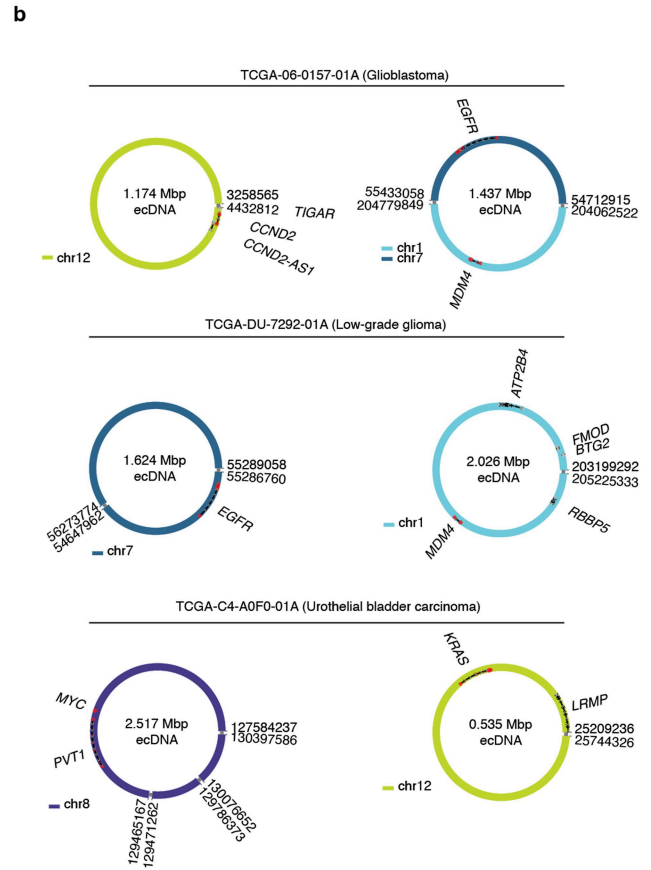 b
TCGA-06-0157-01A (Glioblastoma)
1.174 Mbp
ecDNA
3258565
4432812
TIGAR
CCND2
CCND2-AS1
chr12
EGFR
55433058
204779849
1.437 Mbp
ecDNA
54712915
204062522
chr1
chr7
MDM4
TCGA-DU-7292-01A (Low-grade glioma)
1.624 Mbp
ecDNA
55289058
55286760
56273774
54647962
EGFR
chr7
ATP2B4
FMOD
BTG2
2.026 Mbp
ecDNA
203199292
205225333
RBBP5
chr1
MDM4
TCGA-C4-A0F0-01A (Urothelial bladder carcinoma)
MYC
2.517 Mbp
ecDNA
127584237
130397586
PVT1
130076652
129786373
chr8
129465167
129471262
KRAS
LRMP
0.535 Mbp
ecDNA
25209236
25744326
chr12